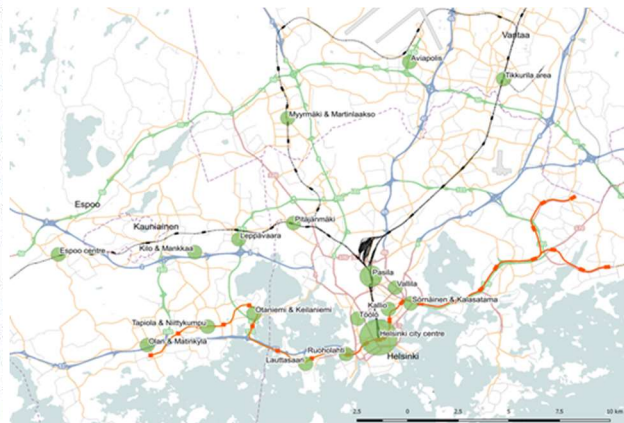 Vantaa
Aviapolis
Tikkurila area
Myyrmäki & Martinlaakso
Espoo
Kauniainen
Pitäjänmäki
Leppävaara
Kilo & Mankkaa
Espoo centre
Pasila
Vallila
Sörnäinen & Kalasatama
Kallio
Töölö
Otaniemi & Keilaniemi
Tapiola & Niittykumpu
Helsinki city centre
Olari & Matinkylä
Ruoholahti
Helsinki
Lauttasaari
2.5 0 2.5 5 7.5 10 km